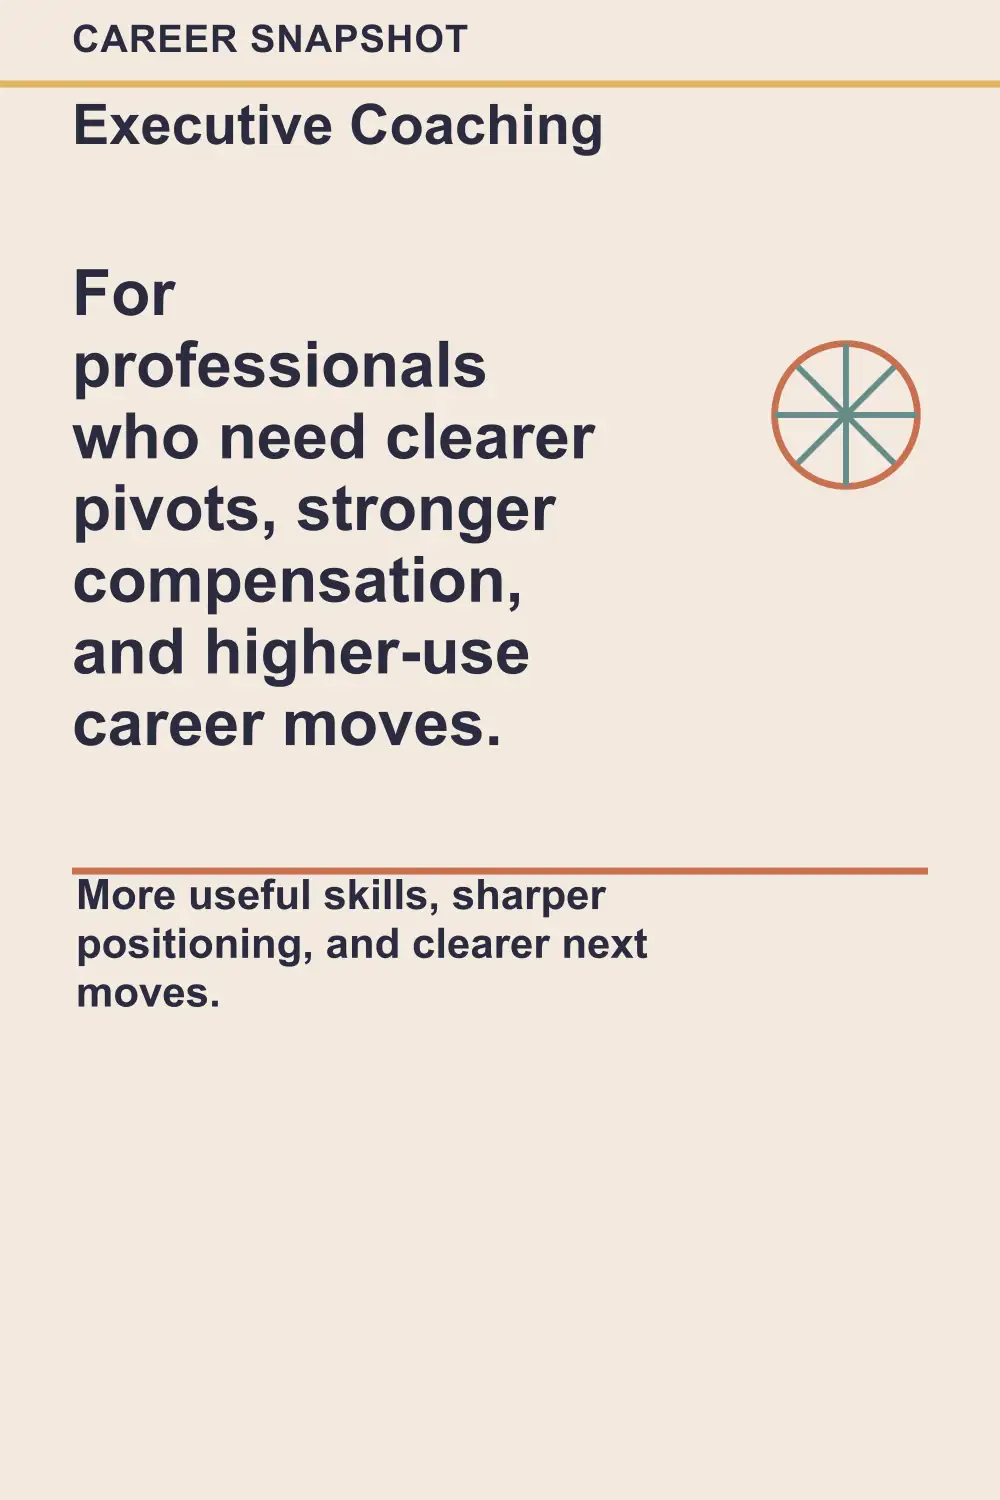 CAREER SNAPSHOT
Executive Coaching
For
professionals
who need clearer
pivots, stronger
compensation,
and higher-use
career moves.
More useful skills, sharper
positioning, and clearer next
moves.